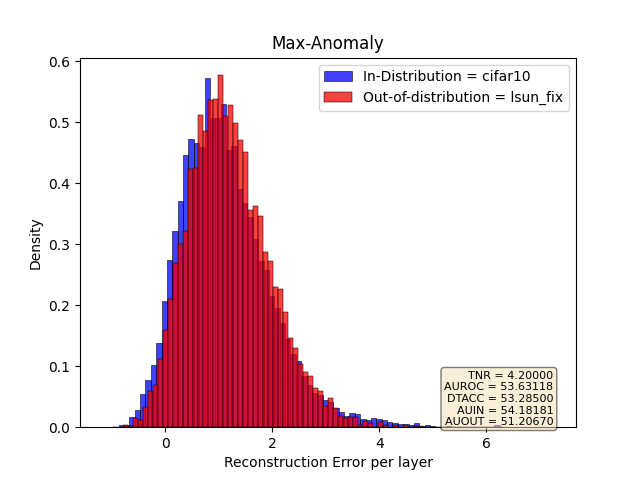 Max-Anomaly
In-Distribution = cifar10
Out-of-distribution = lsun_fix
Density
0.6
0.5
0.4
0.3
0.2
0.1
0.0
TNR = 4.20000
AUROC = 53.63118
DTACC = 53.28500
AUIN = 54.18181
AUOUT = 51.20670
0 2 4 6
Reconstruction Error per layer